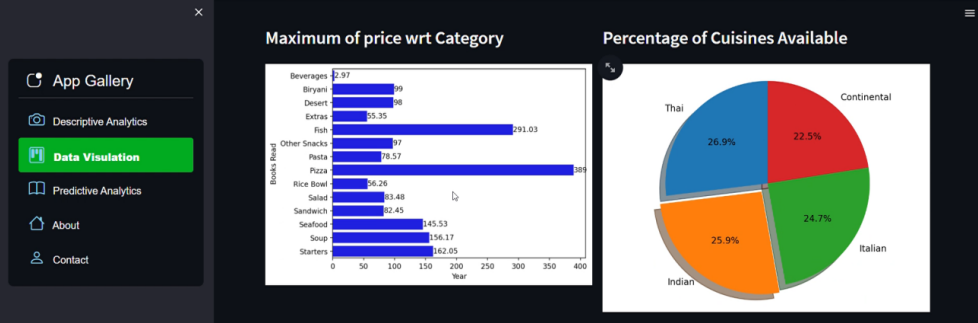 App Gallery
Descriptive Analytics
Data Visulation
Predictive Analytics
About
Contact
Maximum of price wrt Category
Books Read
Beverages 2.97
Biryani 99
Desert 98
Extras 55.35
Fish 291.03
Other Snacks 97
Pasta 78.57
Pizza 389
Rice Bowl 56.26
Salad 83.48
Sandwich 82.45
Seafood 145.53
Soup 156.17
Starters 162.05
0 50 100 150 200 250 300 350 400
Year
Percentage of Cuisines Available
Thai
26.9%
Continental
22.5%
Italian
24.7%
Indian
25.9%